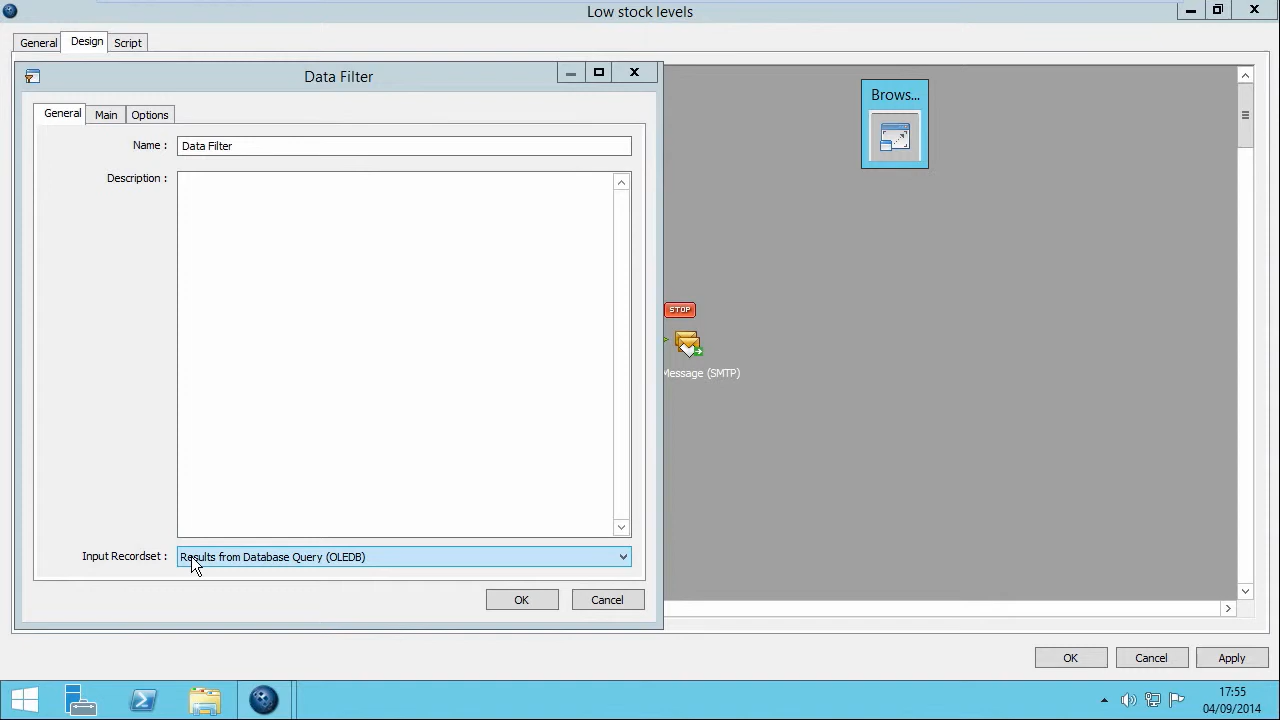 Low stock levels
General
Design
Script
Data Filter
Brows...
General
Main
Options
Name :
Data Filter
Description :
STOP
Message (SMTP)
Input Recordset :
Results from Database Query (OLEDB)
OK
Cancel
OK
Cancel
Apply
17:55
04/09/2014